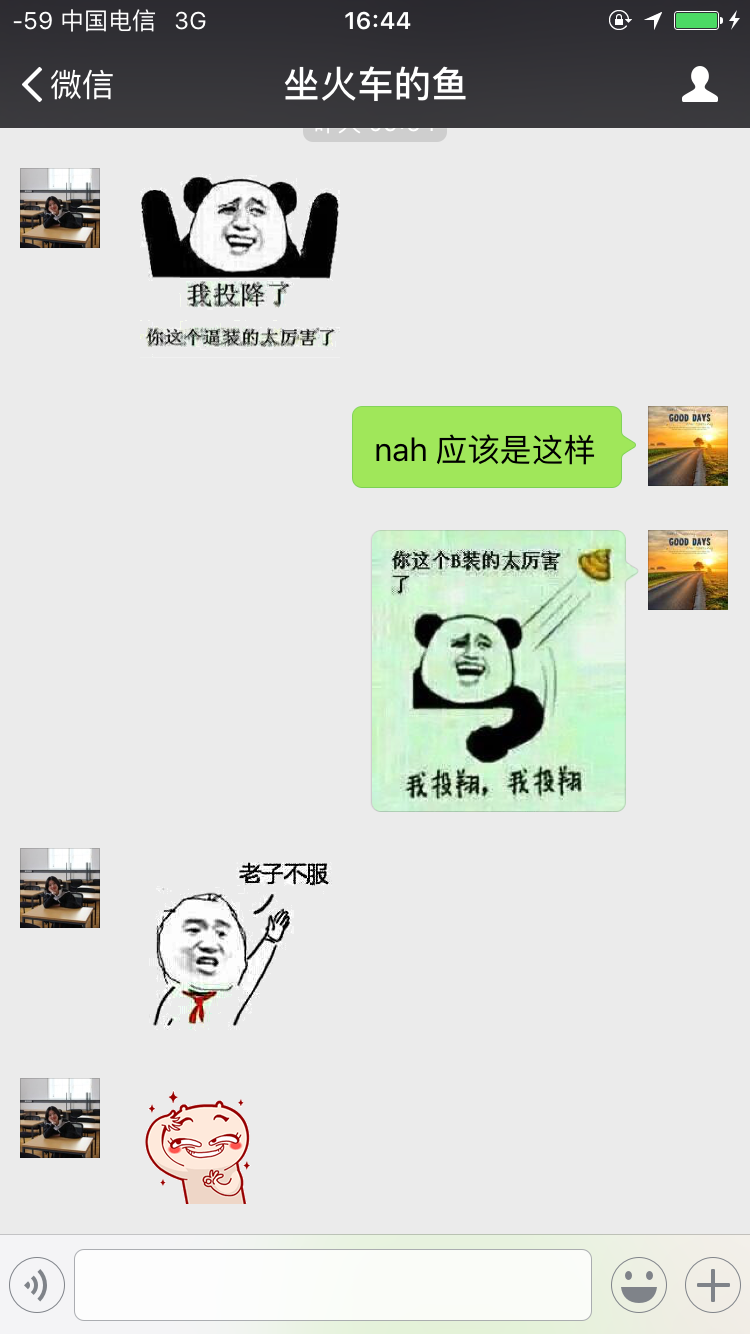 -59 中国电信 3G 16:44
微信 坐火车的鱼
我投降了
你这个逼装的太厉害了
nah 应该是这样
GOOD DAYS
你这个B装的太厉害
了
GOOD DAYS
我投翔，我投翔
老子不服